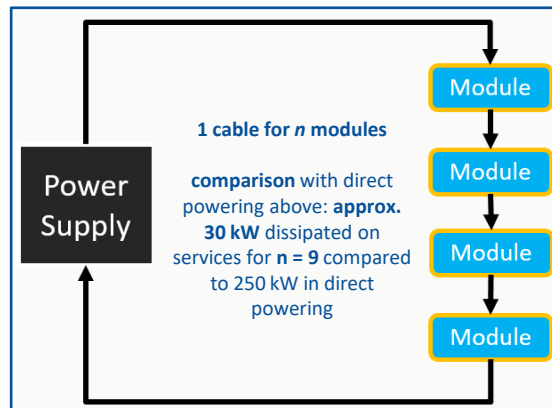 Module
1 cable for n modules
Module
comparison with direct
Power
Supply
powering above: approx.
30 kW dissipated on
services for n = 9 compared
Module
to 250 kW in direct
powering
Module